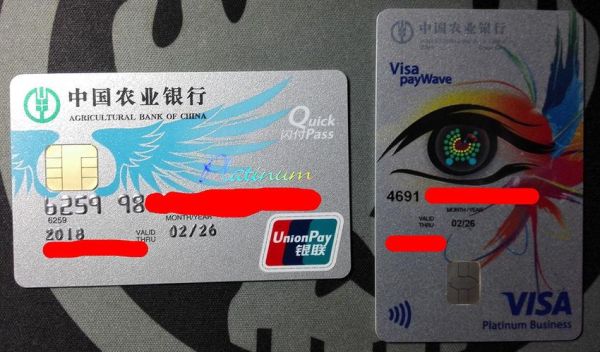 中国农业银行
AGRICULTURAL BANK OF CHINA
Quick
闪付Pass
Platinum
6259 98
6259
MONTH/YEAR
2018
VALID
THRU
02/26
UnionPay
银联
中国农业银行
Visa
payWave
4691
MONTH/YEAR
VALID
THRU
02/26
VISA
Platinum Business